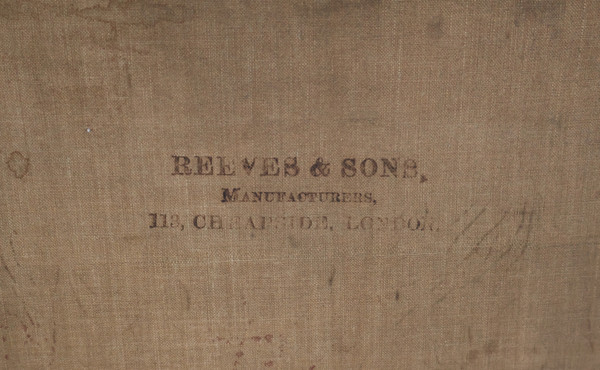 REEVES & SONS,
MANUFACTURERS,
113, CHEAPSIDE, LONDON.